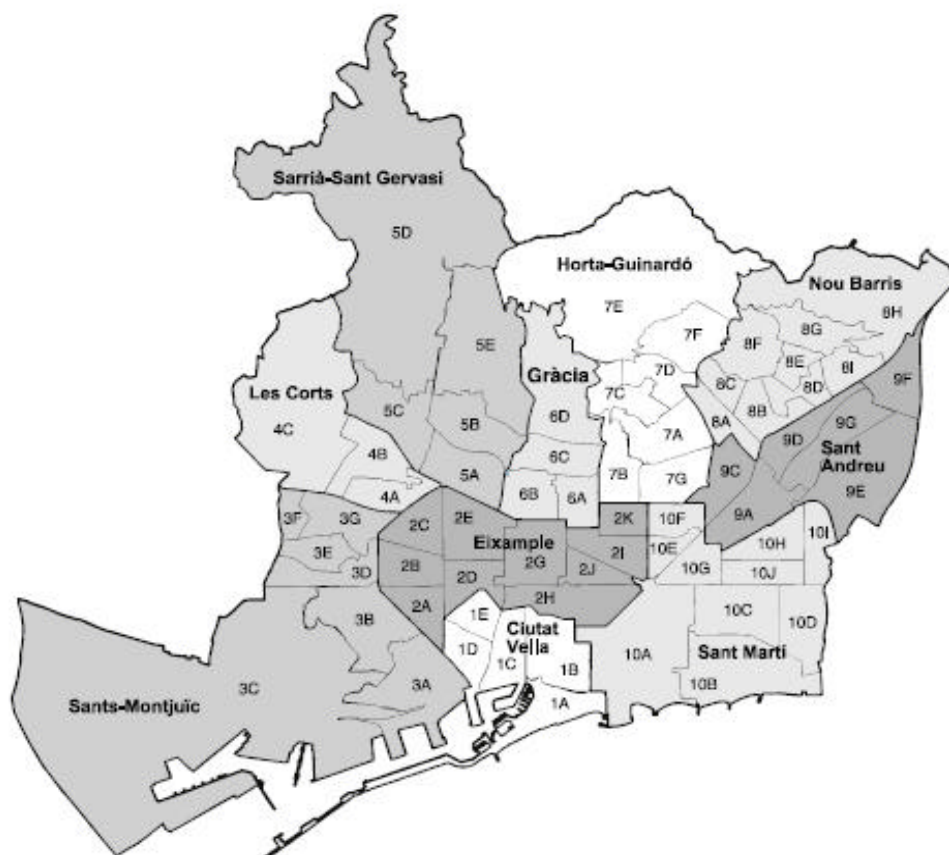 Sarrià-Sant Gervasi
5D
Horta-Guinardó
Nou Barris
7E
8H
7F
8G
5E
8F
8E
8I
Gràcia
7D
8C
8D
Les Corts
7C
9F
5C
6D
8B
5B
8A
9G
4C
7A
9D
Sant
Andreu
4B
6C
5A
7B
7G
9C
9E
4A
6B
6A
3F
3G
2C
2E
2K
10F
9A
10I
Eixample
3E
2I
10E
10H
2G
3D
2B
2D
2J
10G
10J
2H
2A
1E
10C
3B
Ciutat
Vella
10D
1D
10A
Sant Martí
1C
1B
3C
3A
10B
Sants-Montjuïc
1A